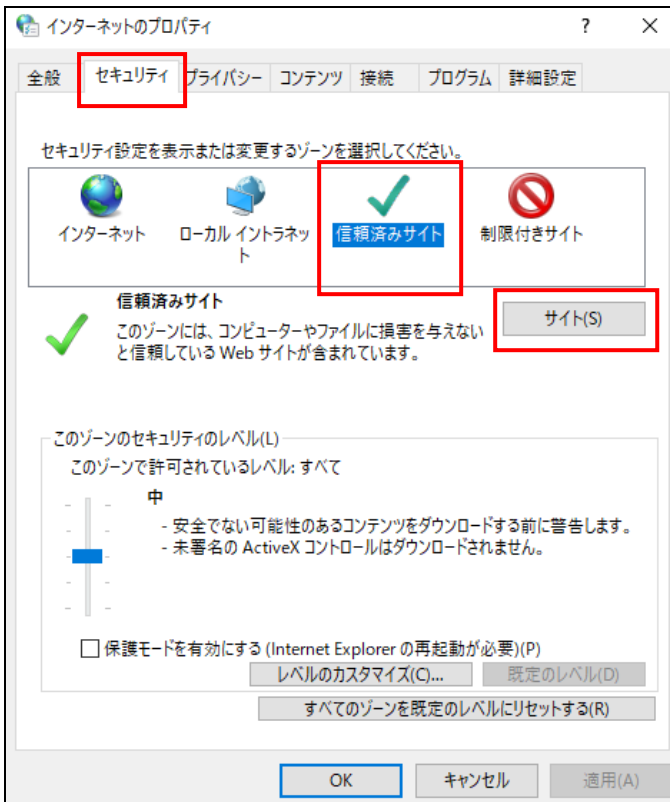 インターネットのプロパティ ? ×
全般 セキュリティ プライバシー コンテンツ 接続 プログラム 詳細設定
セキュリティ設定を表示または変更するゾーンを選択してください。
インターネット ローカル イントラネッ 信頼済みサイト 制限付きサイト
ト
信頼済みサイト
サイト(S)
このゾーンには、コンピューターやファイルに損害を与えない
と信頼している Web サイトが含まれています。
このゾーンのセキュリティのレベル(L)
このゾーンで許可されているレベル: すべて
中
- 安全でない可能性のあるコンテンツをダウンロードする前に警告します。
- 未署名の ActiveX コントロールはダウンロードされません。
保護モードを有効にする (Internet Explorer の再起動が必要)(P)
レベルのカスタマイズ(C)... 既定のレベル(D)
すべてのゾーンを既定のレベルにリセットする(R)
OK キャンセル 適用(A)